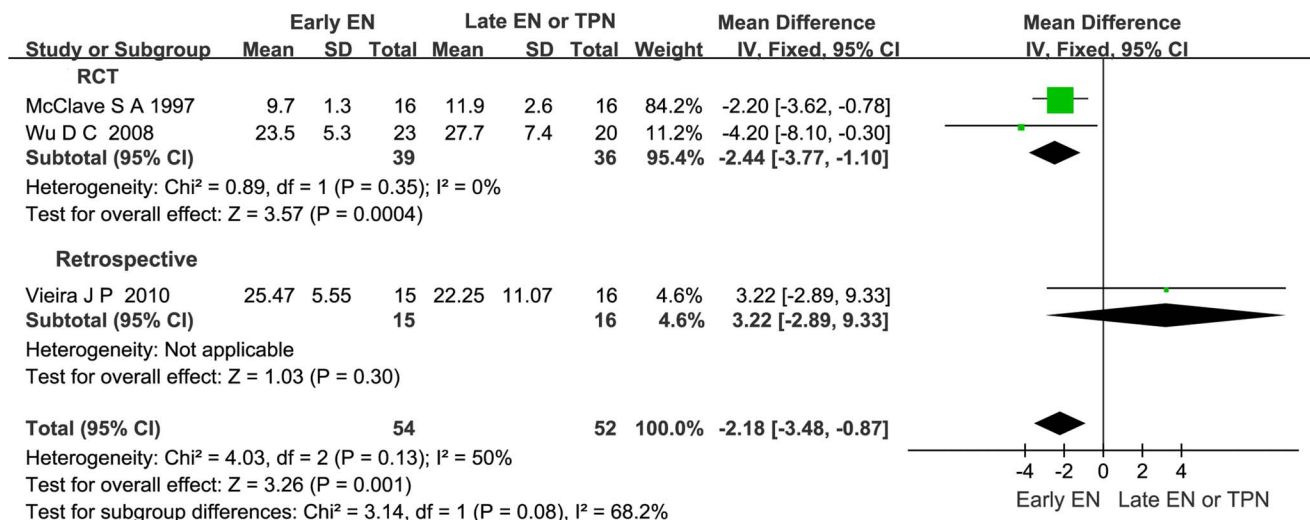 Early EN Late EN or TPN Mean Difference Mean Difference
Study or Subgroup Mean SD Total Mean SD Total Weight IV, Fixed, 95% CI IV, Fixed, 95% CI
RCT
McClave S A 1997 9.7 1.3 16 11.9 2.6 16 84.2% -2.20 [-3.62, -0.78]
Wu D C 2008 23.5 5.3 23 27.7 7.4 20 11.2% -4.20 [-8.10, -0.30]
Subtotal (95% CI) 39 36 95.4% -2.44 [-3.77, -1.10]
Heterogeneity: Chi² = 0.89, df = 1 (P = 0.35); I² = 0%
Test for overall effect: Z = 3.57 (P = 0.0004)
Retrospective
Vieira J P 2010 25.47 5.55 15 22.25 11.07 16 4.6% 3.22 [-2.89, 9.33]
Subtotal (95% CI) 15 16 4.6% 3.22 [-2.89, 9.33]
Heterogeneity: Not applicable
Test for overall effect: Z = 1.03 (P = 0.30)
Total (95% CI) 54 52 100.0% -2.18 [-3.48, -0.87]
Heterogeneity: Chi² = 4.03, df = 2 (P = 0.13); I² = 50%
Test for overall effect: Z = 3.26 (P = 0.001)
Test for subgroup differences: Chi² = 3.14, df = 1 (P = 0.08), I² = 68.2%
-4 -2 0 2 4
Early EN Late EN or TPN